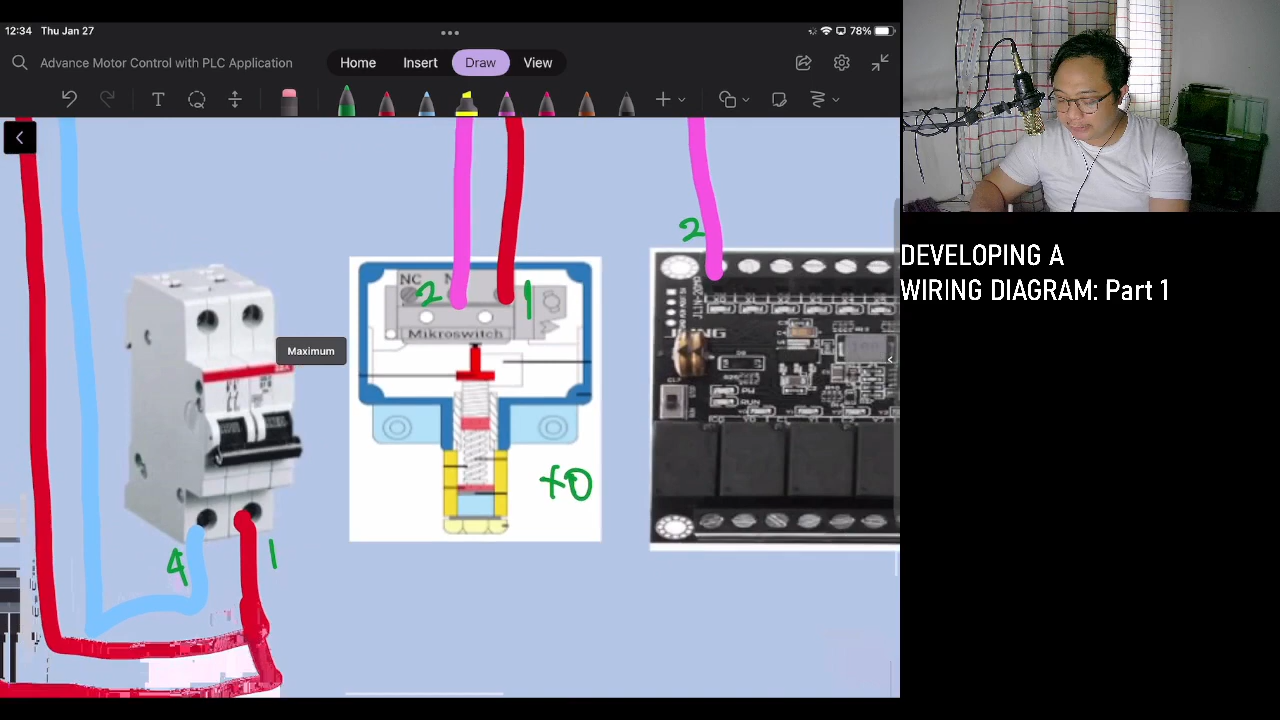 12:34 Thu Jan 27
78%
Advance Motor Control with PLC Application
Home Insert Draw View
T
2
NC
2
1
Mikroswitch
Maximum
+0
4
1
DEVELOPING A
WIRING DIAGRAM: Part 1